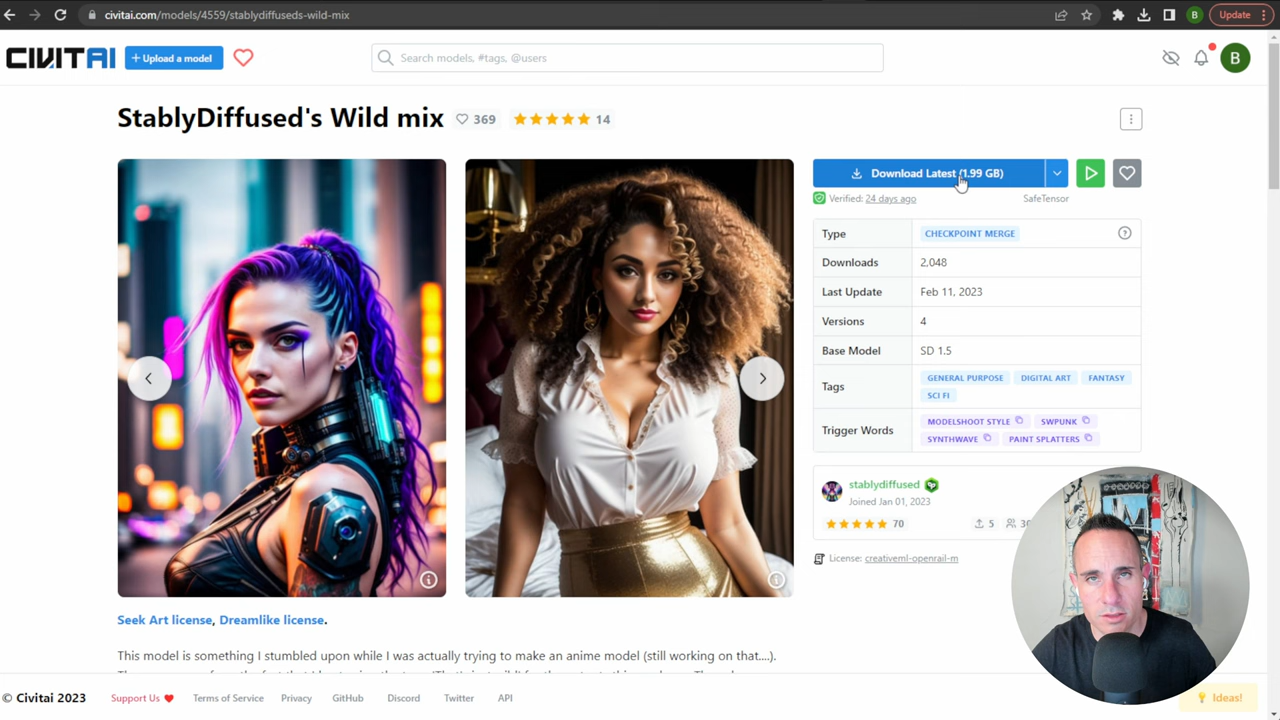 civitai.com/models/4559/stablydiffuseds-wild-mix
B
Update
CIVITAI
+ Upload a model
Search models, #tags, @users
B
StablyDiffused's Wild mix
369
14
Download Latest (1.99 GB)
Verified: 24 days ago
SafeTensor
Type
CHECKPOINT MERGE
Downloads
2,048
Last Update
Feb 11, 2023
Versions
4
Base Model
SD 1.5
Tags
GENERAL PURPOSE
DIGITAL ART
FANTASY
SCI FI
Trigger Words
MODELSHOOT STYLE
SWPUNK
SYNTHWAVE
PAINT SPLATTERS
stablydiffused
Joined Jan 01, 2023
70
5
License: creativeml-openrail-m
Seek Art license, Dreamlike license.
This model is something I stumbled upon while I was actually trying to make an anime model (still working on that....).
© Civitai 2023
Support Us
Terms of Service
Privacy
GitHub
Discord
Twitter
API
Ideas!